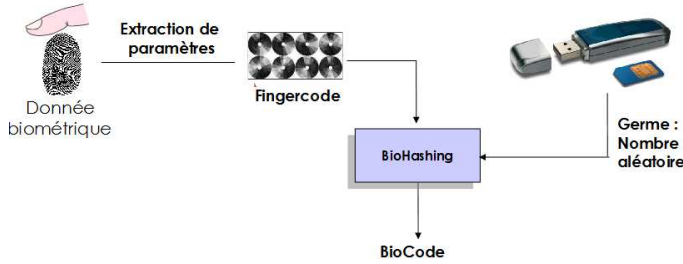 Extraction de
paramètres
Donnée
biométrique
Fingercode
Germe :
Nombre
aléatoire
BioHashing
BioCode